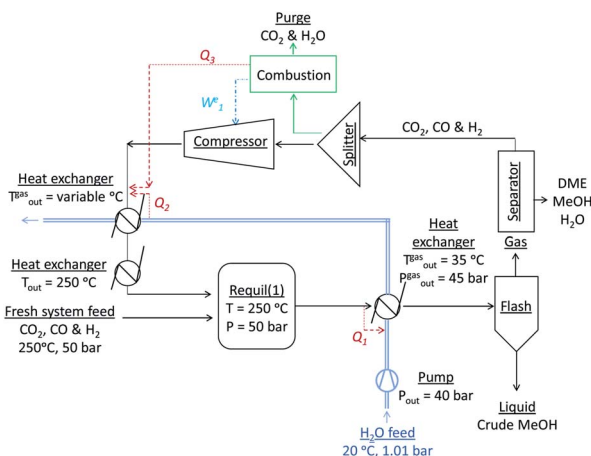 Purge
CO₂ & H₂O
Q₃
Combustion
Wᵉ₁
Compressor
Splitter
CO₂, CO & H₂
Separator
DME
MeOH
H₂O
Heat exchanger
Tᵍᵃˢₒᵤₜ = variable °C
Q₂
Heat exchanger
Tₒᵤₜ = 250 °C
Fresh system feed
CO₂, CO & H₂
250°C, 50 bar
Requil(1)
T = 250 °C
P = 50 bar
Heat
exchanger
Tᵍᵃˢₒᵤₜ = 35 °C
Pᵍᵃˢₒᵤₜ = 45 bar
Q₁
Gas
Flash
Pump
Pₒᵤₜ = 40 bar
Liquid
Crude MeOH
H₂O feed
20 °C, 1.01 bar